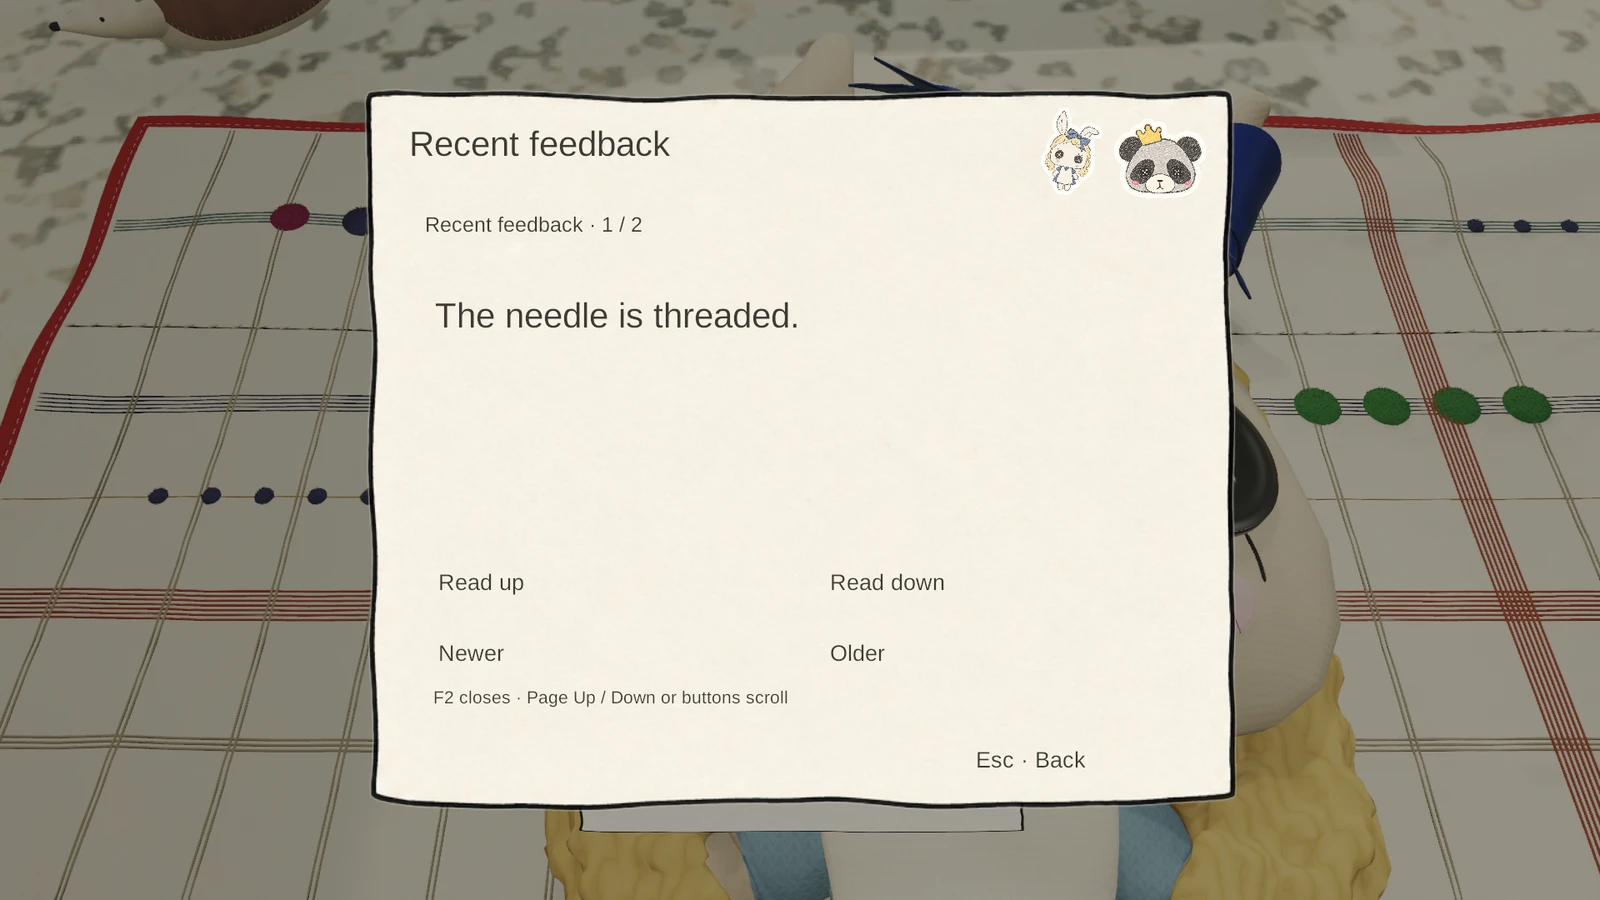 Recent feedback
Recent feedback · 1 / 2
The needle is threaded.
Read up
Read down
Newer
Older
F2 closes · Page Up / Down or buttons scroll
Esc · Back